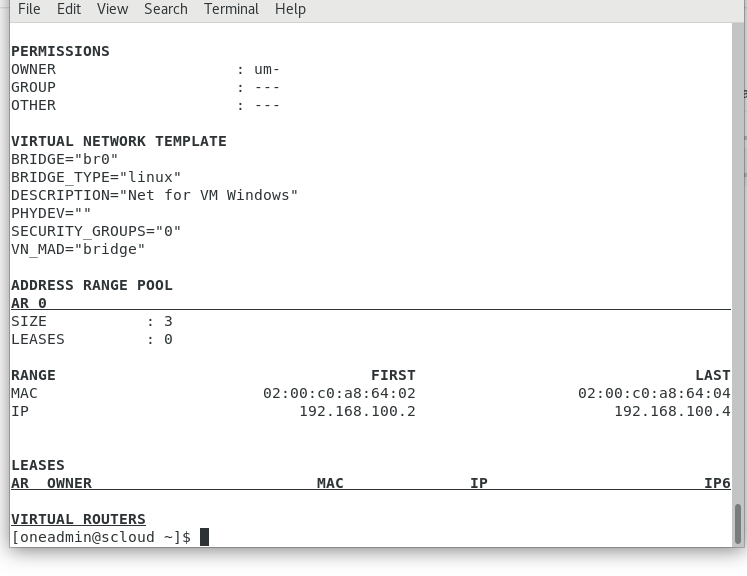 File Edit View Search Terminal Help
PERMISSIONS
OWNER : um-
GROUP : ---
OTHER : ---
VIRTUAL NETWORK TEMPLATE
BRIDGE="br0"
BRIDGE_TYPE="linux"
DESCRIPTION="Net for VM Windows"
PHYDEV=""
SECURITY_GROUPS="0"
VN_MAD="bridge"
ADDRESS RANGE POOL
AR 0
SIZE : 3
LEASES : 0
RANGE FIRST LAST
MAC 02:00:c0:a8:64:02 02:00:c0:a8:64:04
IP 192.168.100.2 192.168.100.4
LEASES
AR OWNER MAC IP IP6
VIRTUAL ROUTERS
[oneadmin@scloud ~]$